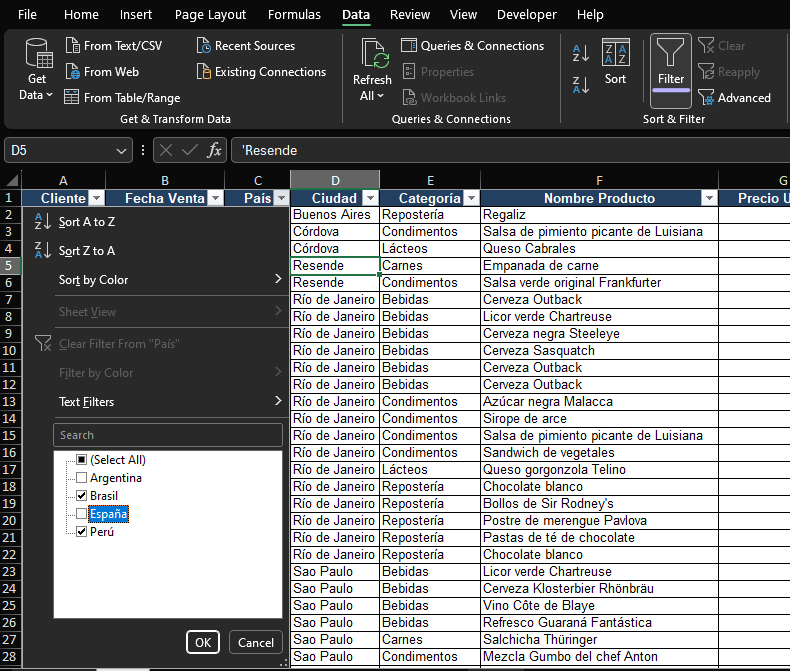 File Home Insert Page Layout Formulas Data Review View Developer Help
Get Data
From Text/CSV
From Web
From Table/Range
Recent Sources
Existing Connections
Get & Transform Data
Refresh All
Queries & Connections
Properties
Workbook Links
Queries & Connections
A Z
Z A
Z A A Z
Sort
Filter
Clear
Reapply
Advanced
Sort & Filter
D5 fx 'Resende
A B C D E F G
1 Cliente Fecha Venta País Ciudad Categoría Nombre Producto Precio U
2 Buenos Aires Repostería Regaliz
3 Córdova Condimentos Salsa de pimiento picante de Luisiana
4 Córdova Lácteos Queso Cabrales
5 Resende Carnes Empanada de carne
6 Resende Condimentos Salsa verde original Frankfurter
7 Río de Janeiro Bebidas Cerveza Outback
8 Río de Janeiro Bebidas Licor verde Chartreuse
9 Río de Janeiro Bebidas Cerveza negra Steeleye
10 Río de Janeiro Bebidas Cerveza Sasquatch
11 Río de Janeiro Bebidas Cerveza Outback
12 Río de Janeiro Bebidas Cerveza Outback
13 Río de Janeiro Condimentos Azúcar negra Malacca
14 Río de Janeiro Condimentos Sirope de arce
15 Río de Janeiro Condimentos Salsa de pimiento picante de Luisiana
16 Río de Janeiro Condimentos Sandwich de vegetales
17 Río de Janeiro Lácteos Queso gorgonzola Telino
18 Río de Janeiro Repostería Chocolate blanco
19 Río de Janeiro Repostería Bollos de Sir Rodney's
20 Río de Janeiro Repostería Postre de merengue Pavlova
21 Río de Janeiro Repostería Pastas de té de chocolate
22 Río de Janeiro Repostería Chocolate blanco
23 Sao Paulo Bebidas Licor verde Chartreuse
24 Sao Paulo Bebidas Cerveza Klosterbier Rhönbräu
25 Sao Paulo Bebidas Vino Côte de Blaye
26 Sao Paulo Bebidas Refresco Guaraná Fantástica
27 Sao Paulo Carnes Salchicha Thüringer
28 Sao Paulo Condimentos Mezcla Gumbo del chef Anton
A Z Sort A to Z
Z A Sort Z to A
Sort by Color
Sheet View
Clear Filter From "País"
Filter by Color
Text Filters
Search
(Select All)
Argentina
Brasil
España
Perú
OK Cancel